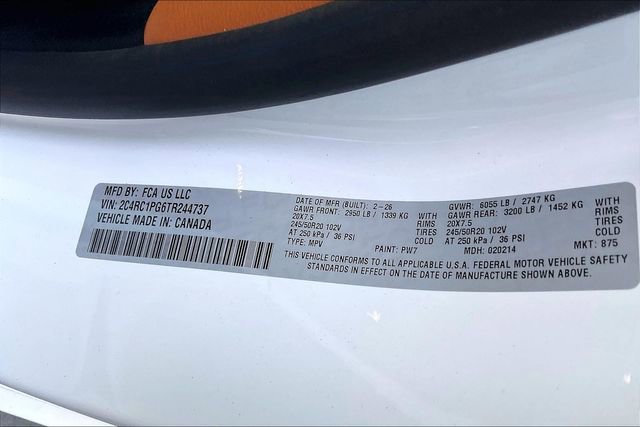 MFD BY: FCA US LLC
VIN: 2C4RC1PG6TR244737
VEHICLE MADE IN: CANADA
DATE OF MFR (BUILT): 2-26
GAWR FRONT: 2950 LB / 1339 KG WITH
20X7.5 RIMS
245/50R20 102V TIRES
AT 250 kPa / 36 PSI COLD
TYPE: MPV PAINT: PW7
GVWR: 6055 LB / 2747 KG
GAWR REAR: 3200 LB / 1452 KG WITH
20X7.5 RIMS
245/50R20 102V TIRES
AT 250 kPa / 36 PSI COLD
MDH: 020214 MKT: 875
THIS VEHICLE CONFORMS TO ALL APPLICABLE U.S.A. FEDERAL MOTOR VEHICLE SAFETY
STANDARDS IN EFFECT ON THE DATE OF MANUFACTURE SHOWN ABOVE.